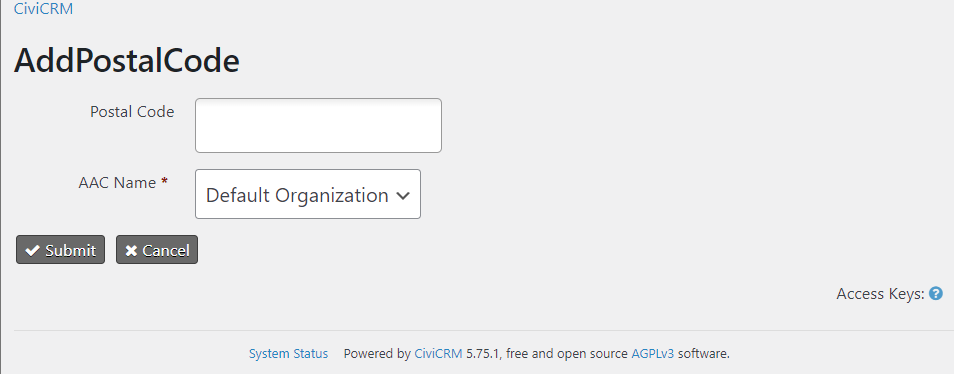 CiviCRM
AddPostalCode
Postal Code
AAC Name *
Default Organization
Submit Cancel
Access Keys:
System Status Powered by CiviCRM 5.75.1, free and open source AGPLv3 software.